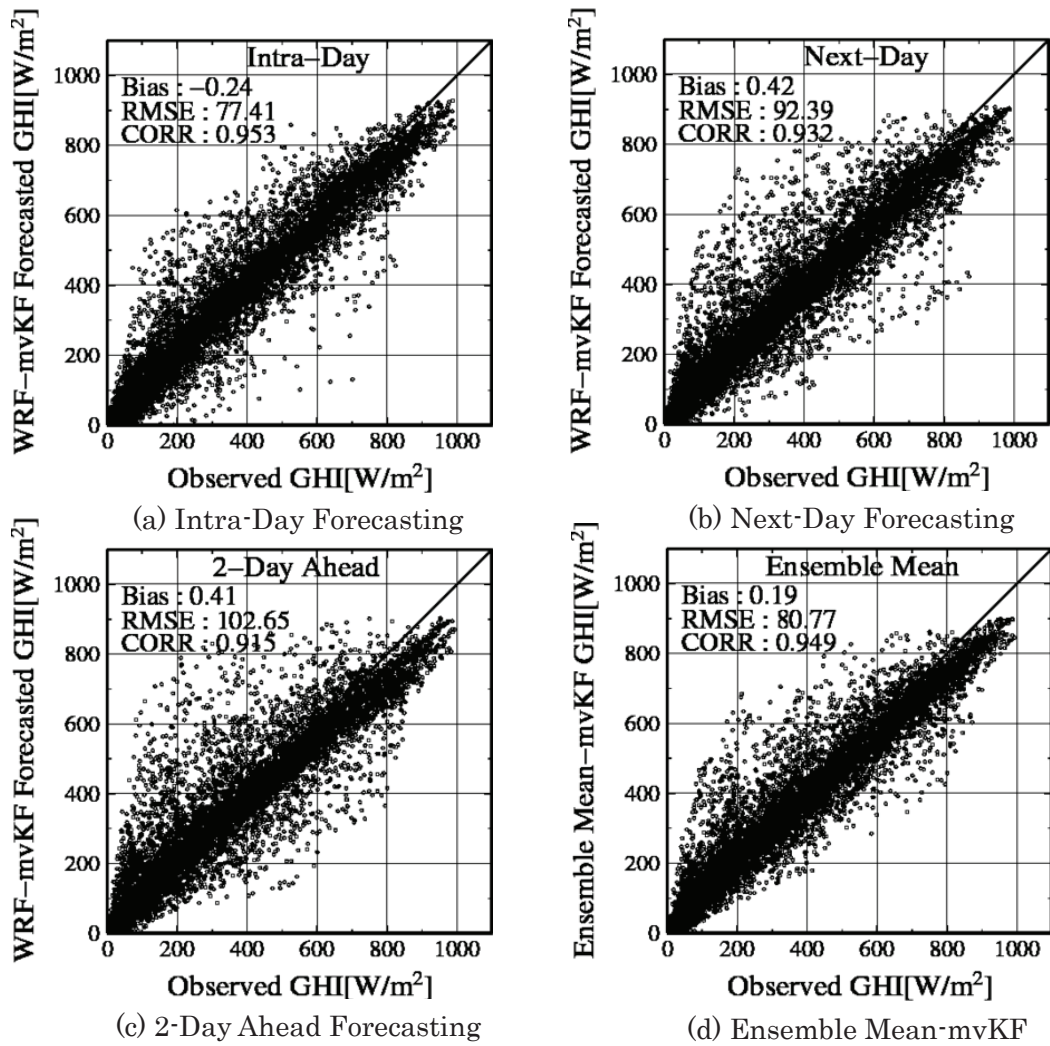 WRF−mvKF Forecasted GHI[W/m²]
Intra−Day
Bias : −0.24
RMSE : 77.41
CORR : 0.953
1000
800
600
400
200
0
0 200 400 600 800 1000
Observed GHI[W/m²]
(a) Intra-Day Forecasting
WRF−mvKF Forecasted GHI[W/m²]
Next−Day
Bias : 0.42
RMSE : 92.39
CORR : 0.932
1000
800
600
400
200
0
0 200 400 600 800 1000
Observed GHI[W/m²]
(b) Next-Day Forecasting
WRF−mvKF Forecasted GHI[W/m²]
2−Day Ahead
Bias : 0.41
RMSE : 102.65
CORR : 0.915
1000
800
600
400
200
0
0 200 400 600 800 1000
Observed GHI[W/m²]
(c) 2-Day Ahead Forecasting
Ensemble Mean−mvKF GHI[W/m²]
Ensemble Mean
Bias : 0.19
RMSE : 80.77
CORR : 0.949
1000
800
600
400
200
0
0 200 400 600 800 1000
Observed GHI[W/m²]
(d) Ensemble Mean-mvKF